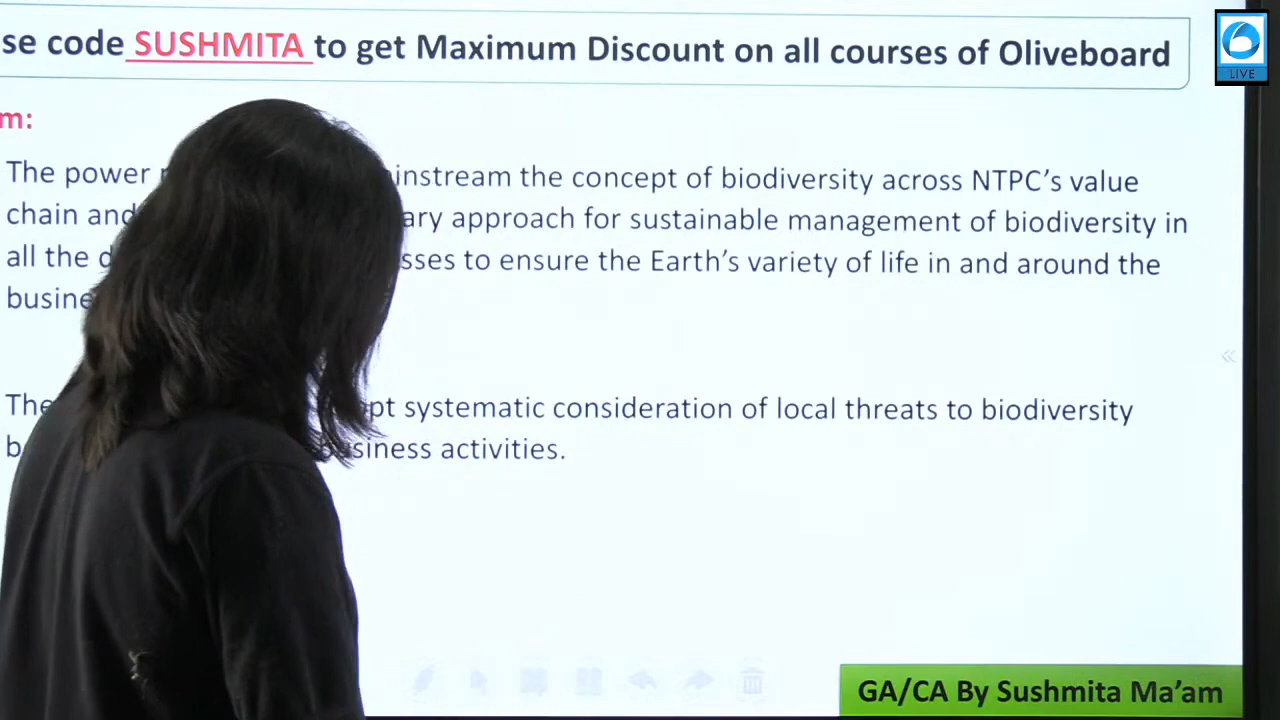 se code SUSHMITA to get Maximum Discount on all courses of Oliveboard
LIVE
m:
The power instream the concept of biodiversity across NTPC's value
chain and ary approach for sustainable management of biodiversity in
all the d sses to ensure the Earth's variety of life in and around the
busine
The pt systematic consideration of local threats to biodiversity
b business activities.
GA/CA By Sushmita Ma'am